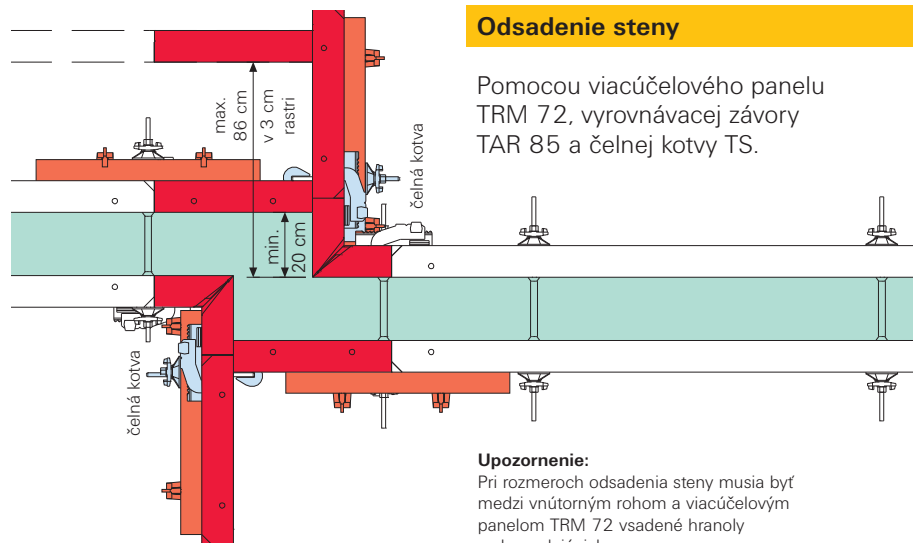 Odsadenie steny
Pomocou viacúčelového panelu
TRM 72, vyrovnávacej závory
TAR 85 a čelnej kotvy TS.
max.
86 cm
v 3 cm
rastri
čelná kotva
min.
20 cm
čelná kotva
Upozornenie:
Pri rozmeroch odsadenia steny musia byť
medzi vnútorným rohom a viacúčelovým
panelom TRM 72 vsadené hranoly